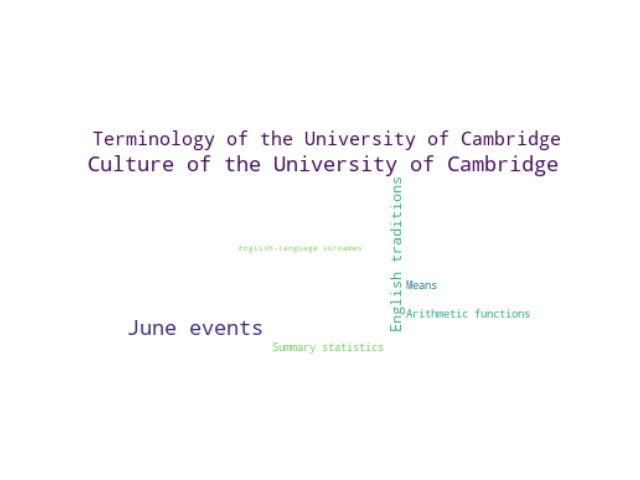 Terminology of the University of Cambridge
Culture of the University of Cambridge
English traditions
English-language surnames
Means
Arithmetic functions
June events
Summary statistics